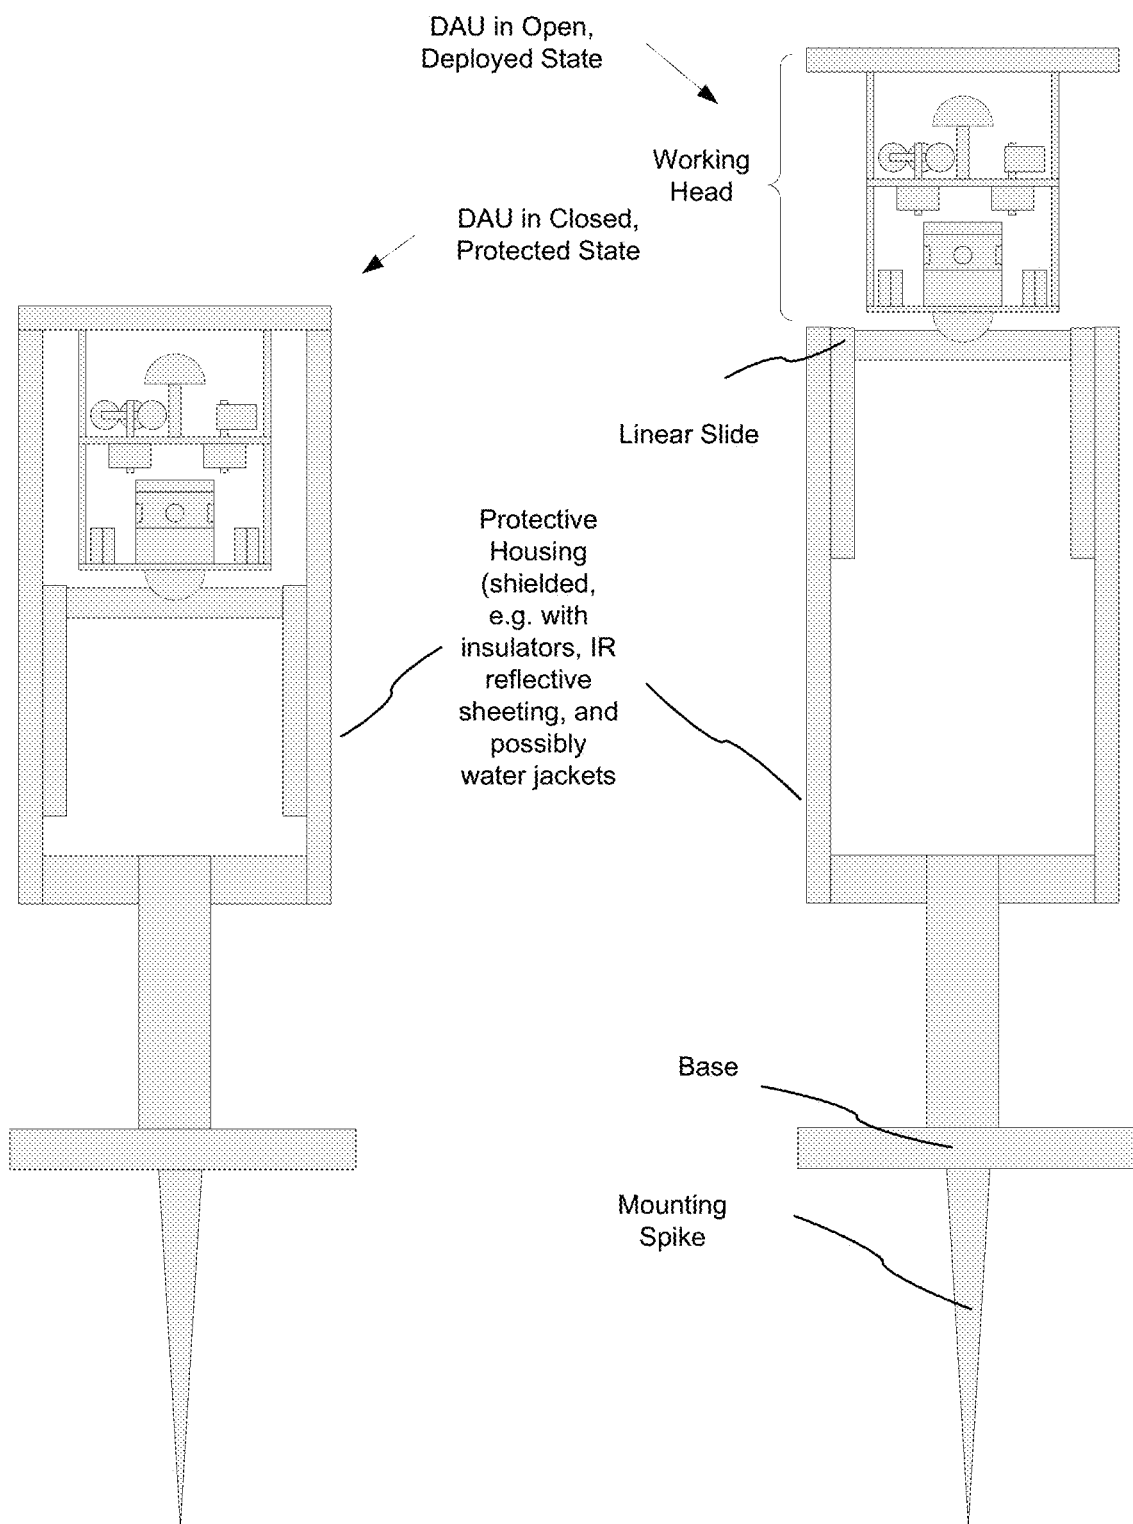 DAU in Open,
Deployed State
Working
Head
DAU in Closed,
Protected State
Linear Slide
Protective
Housing
(shielded,
e.g. with
insulators, IR
reflective
sheeting, and
possibly
water jackets
Base
Mounting
Spike